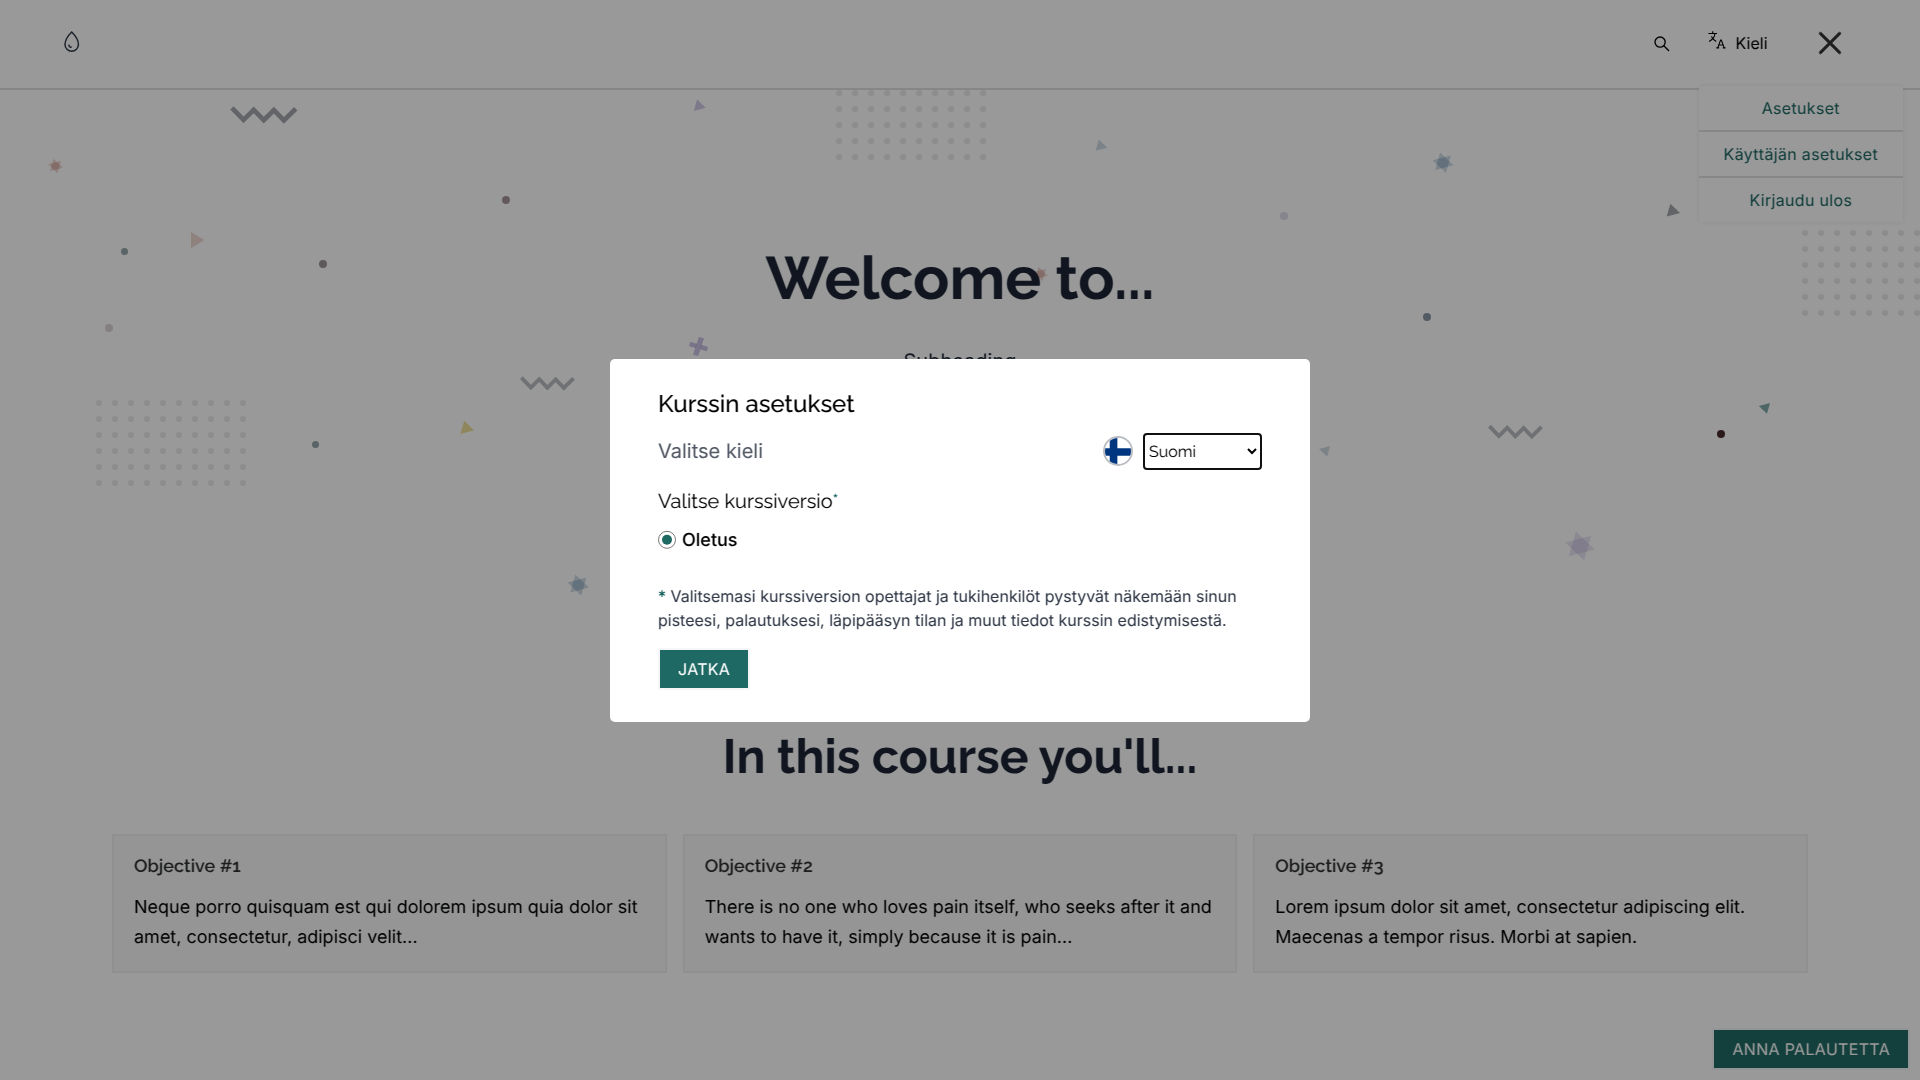 Kieli
Asetukset
Käyttäjän asetukset
Kirjaudu ulos
Welcome to...
Subheading
Kurssin asetukset
Valitse kieli
Suomi
Valitse kurssiversio*
Oletus
* Valitsemasi kurssiversion opettajat ja tukihenkilöt pystyvät näkemään sinun
pisteesi, palautuksesi, läpipääsyn tilan ja muut tiedot kurssin edistymisestä.
JATKA
In this course you'll...
Objective #1
Neque porro quisquam est qui dolorem ipsum quia dolor sit
amet, consectetur, adipisci velit...
Objective #2
There is no one who loves pain itself, who seeks after it and
wants to have it, simply because it is pain...
Objective #3
Lorem ipsum dolor sit amet, consectetur adipiscing elit.
Maecenas a tempor risus. Morbi at sapien.
ANNA PALAUTETTA